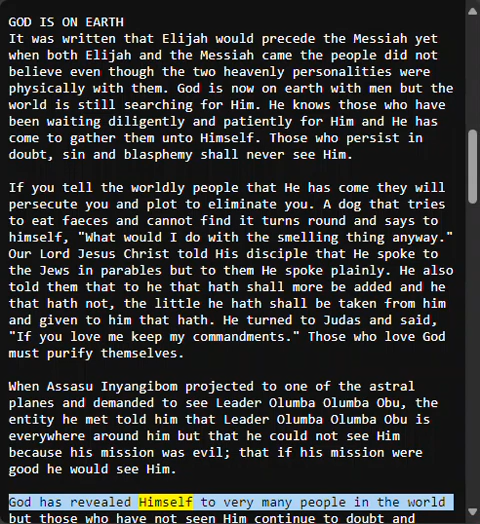 GOD IS ON EARTH
It was written that Elijah would precede the Messiah yet
when both Elijah and the Messiah came the people did not
believe even though the two heavenly personalities were
physically with them. God is now on earth with men but the
world is still searching for Him. He knows those who have
been waiting diligently and patiently for Him and He has
come to gather them unto Himself. Those who persist in
doubt, sin and blasphemy shall never see Him.
If you tell the worldly people that He has come they will
persecute you and plot to eliminate you. A dog that tries
to eat faeces and cannot find it turns round and says to
himself, "What would I do with the smelling thing anyway."
Our Lord Jesus Christ told His disciple that He spoke to
the Jews in parables but to them He spoke plainly. He also
told them that to he that hath shall more be added and he
that hath not, the little he hath shall be taken from him
and given to him that hath. He turned to Judas and said,
"If you love me keep my commandments." Those who love God
must purify themselves.
When Assasu Inyangibom projected to one of the astral
planes and demanded to see Leader Olumba Olumba Obu, the
entity he met told him that Leader Olumba Olumba Obu is
everywhere around him but that he could not see Him
because his mission was evil; that if his mission were
good he would see Him.
God has revealed Himself to very many people in the world
but those who have not seen Him continue to doubt and